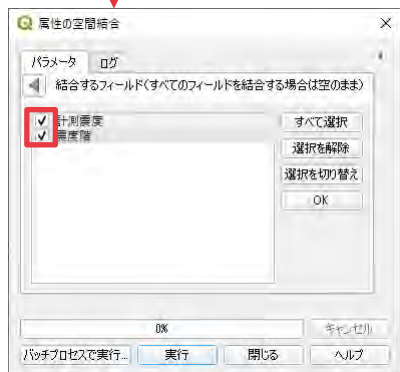 属性の空間結合
パラメータ ログ
結合するフィールド(すべてのフィールドを結合する場合は空のまま)
計測震度
震度階
すべて選択
選択を解除
選択を切り替え
OK
0%
キャンセル
バッチプロセスで実行... 実行 閉じる ヘルプ